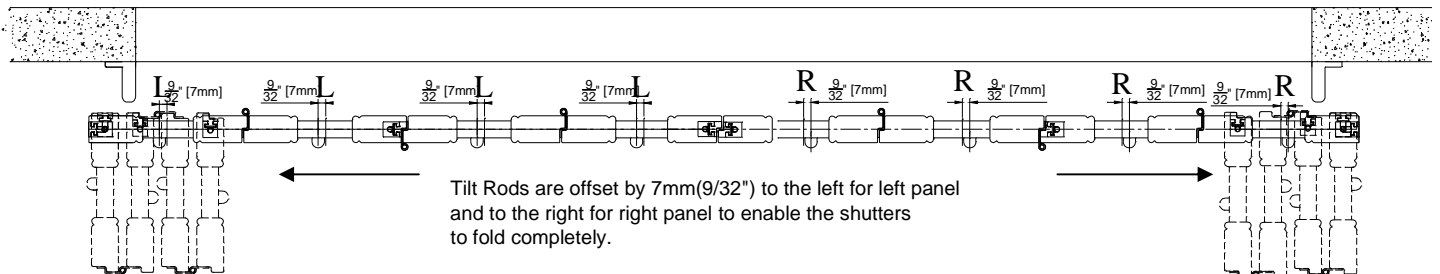 L 9/32" [7mm]
9/32" [7mm] L
9/32" [7mm] L
9/32" [7mm] L
R 9/32" [7mm]
R 9/32" [7mm]
R 9/32" [7mm]
9/32" [7mm] R
Tilt Rods are offset by 7mm(9/32") to the left for left panel
and to the right for right panel to enable the shutters
to fold completely.